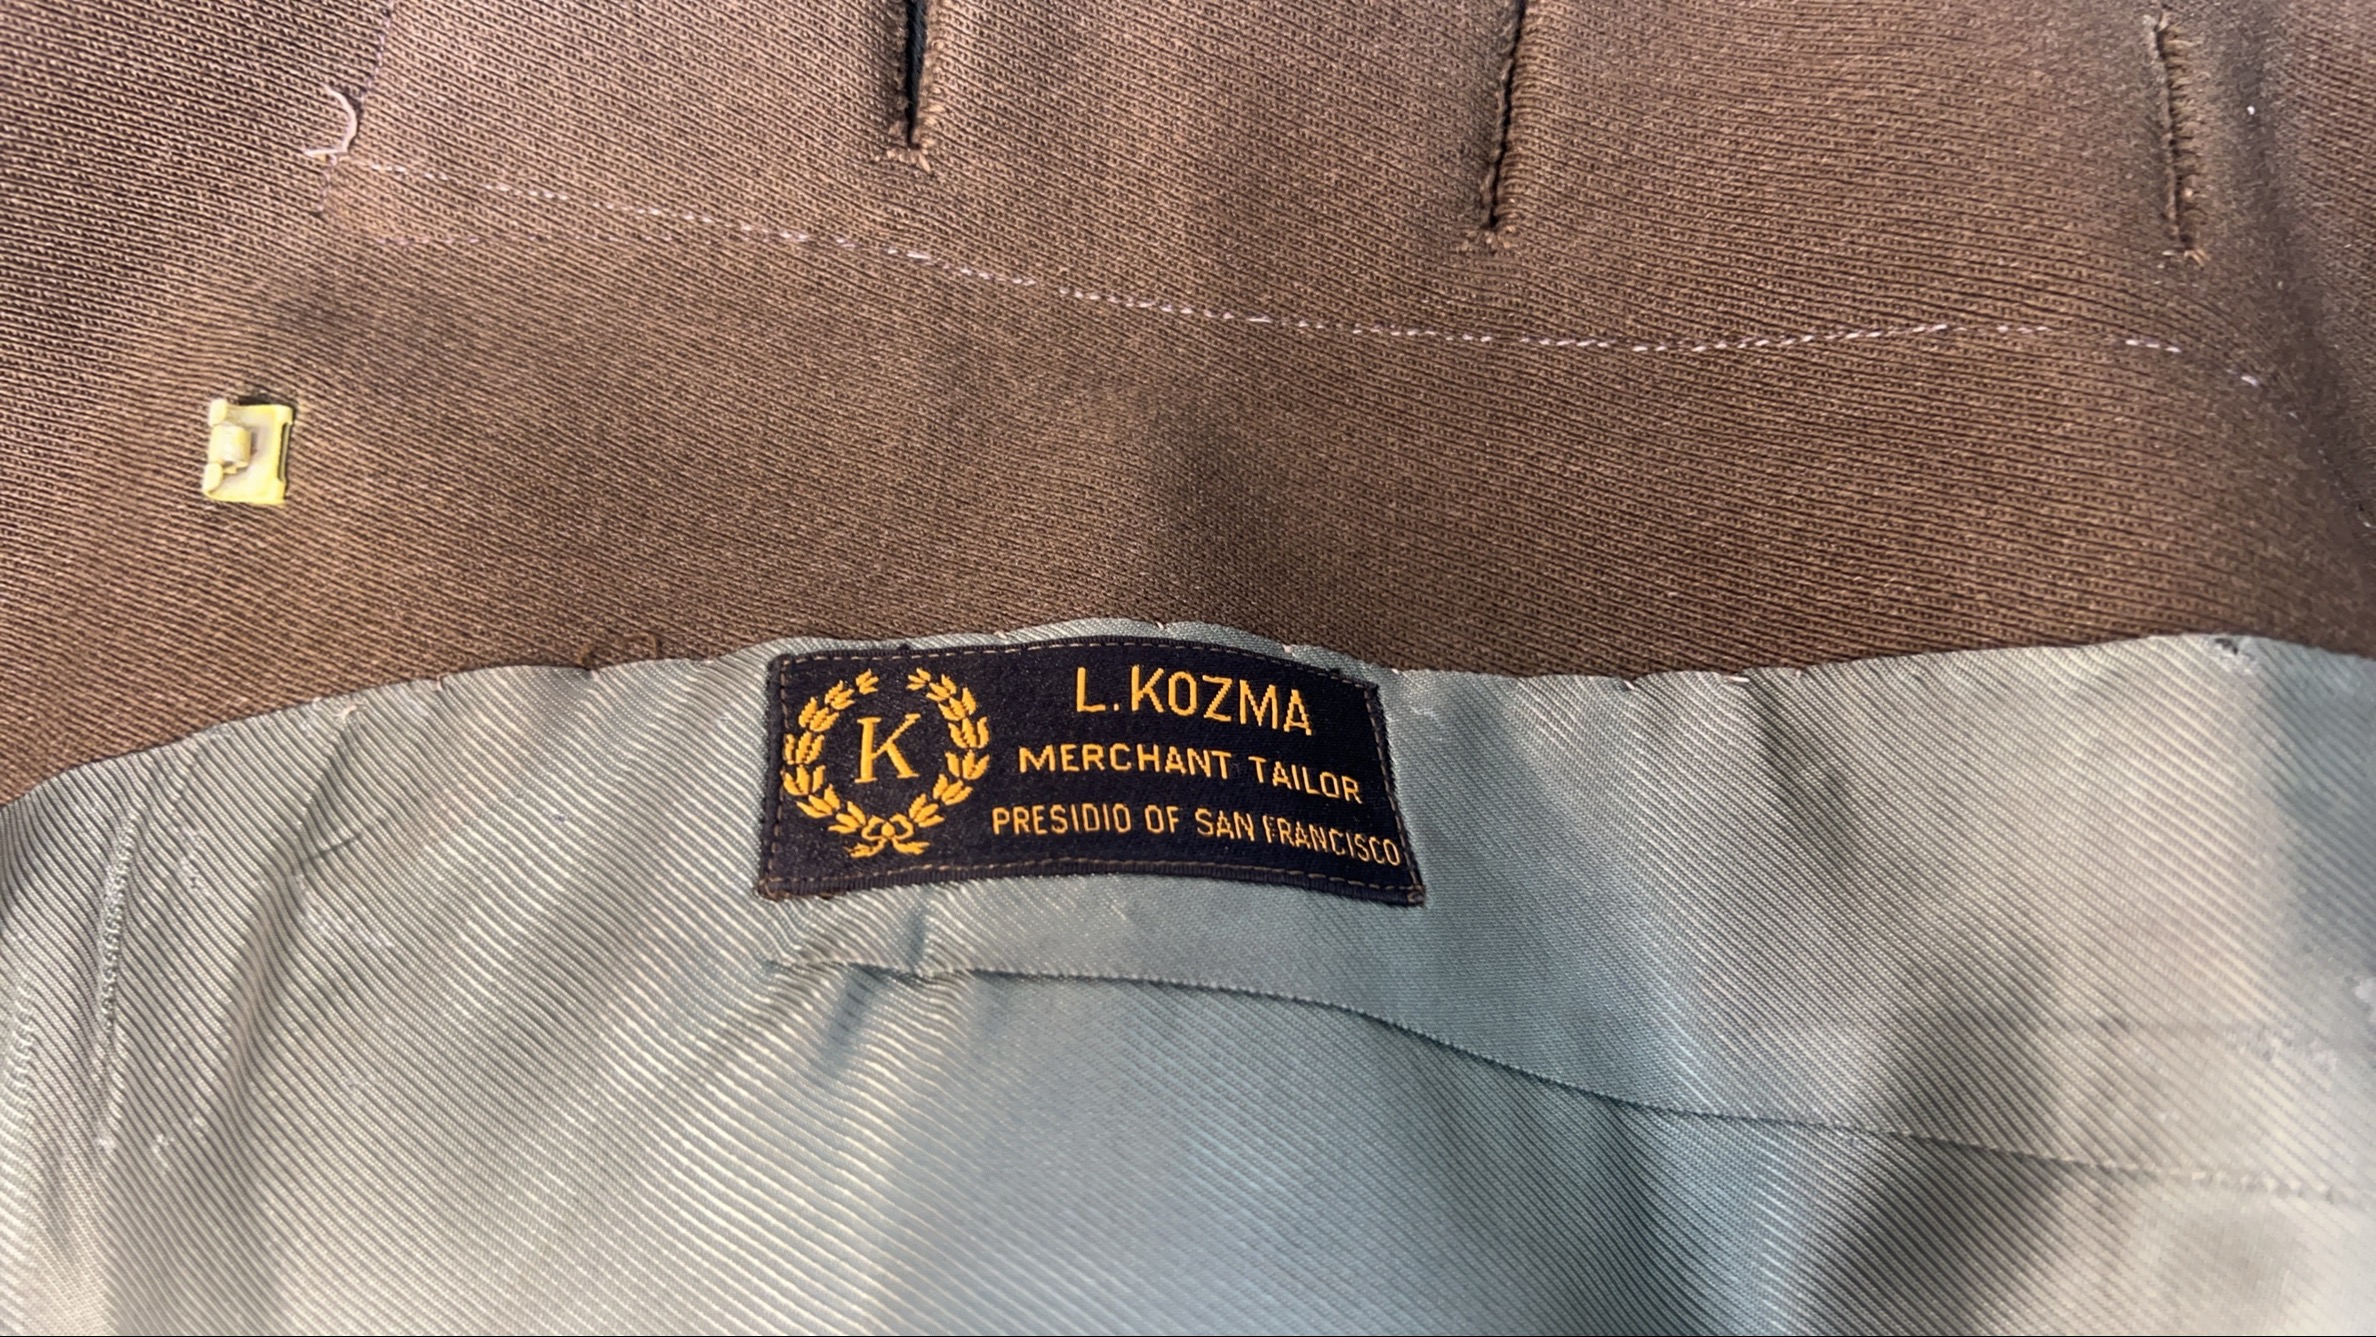 K
L.KOZMA
MERCHANT TAILOR
PRESIDIO OF SAN FRANCISCO